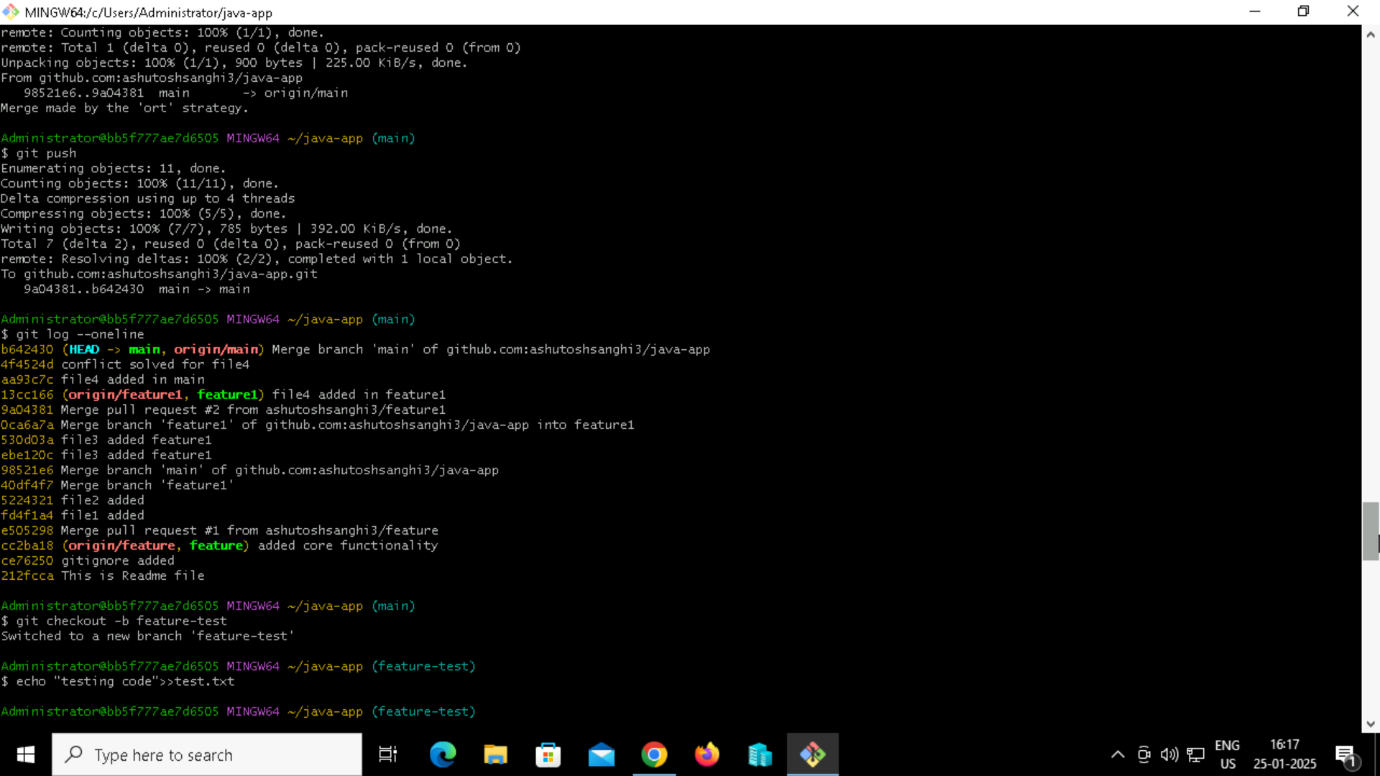 MINGW64:/c/Users/Administrator/java-app
remote: Counting objects: 100% (1/1), done.
remote: Total 1 (delta 0), reused 0 (delta 0), pack-reused 0 (from 0)
Unpacking objects: 100% (1/1), 900 bytes | 225.00 KiB/s, done.
From github.com:ashutoshsanghi3/java-app
   98521e6..9a04381  main       -> origin/main
Merge made by the 'ort' strategy.
Administrator@bb5f777ae7d6505 MINGW64 ~/java-app (main)
$ git push
Enumerating objects: 11, done.
Counting objects: 100% (11/11), done.
Delta compression using up to 4 threads
Compressing objects: 100% (5/5), done.
Writing objects: 100% (7/7), 785 bytes | 392.00 KiB/s, done.
Total 7 (delta 2), reused 0 (delta 0), pack-reused 0 (from 0)
remote: Resolving deltas: 100% (2/2), completed with 1 local object.
To github.com:ashutoshsanghi3/java-app.git
   9a04381..b642430  main -> main
Administrator@bb5f777ae7d6505 MINGW64 ~/java-app (main)
$ git log --oneline
b642430 (HEAD -> main, origin/main) Merge branch 'main' of github.com:ashutoshsanghi3/java-app
4f4524d conflict solved for file4
aa93c7c file4 added in main
13cc166 (origin/feature1, feature1) file4 added in feature1
9a04381 Merge pull request #2 from ashutoshsanghi3/feature1
0ca6a7a Merge branch 'feature1' of github.com:ashutoshsanghi3/java-app into feature1
530d03a file3 added feature1
ebe120c file3 added feature1
98521e6 Merge branch 'main' of github.com:ashutoshsanghi3/java-app
40df4f7 Merge branch 'feature1'
5224321 file2 added
fd4f1a4 file1 added
e505298 Merge pull request #1 from ashutoshsanghi3/feature
cc2ba18 (origin/feature, feature) added core functionality
ce76250 gitignore added
212fcca This is Readme file
Administrator@bb5f777ae7d6505 MINGW64 ~/java-app (main)
$ git checkout -b feature-test
Switched to a new branch 'feature-test'
Administrator@bb5f777ae7d6505 MINGW64 ~/java-app (feature-test)
$ echo "testing code">>test.txt
Administrator@bb5f777ae7d6505 MINGW64 ~/java-app (feature-test)
Type here to search
ENG
US
16:17
25-01-2025
1